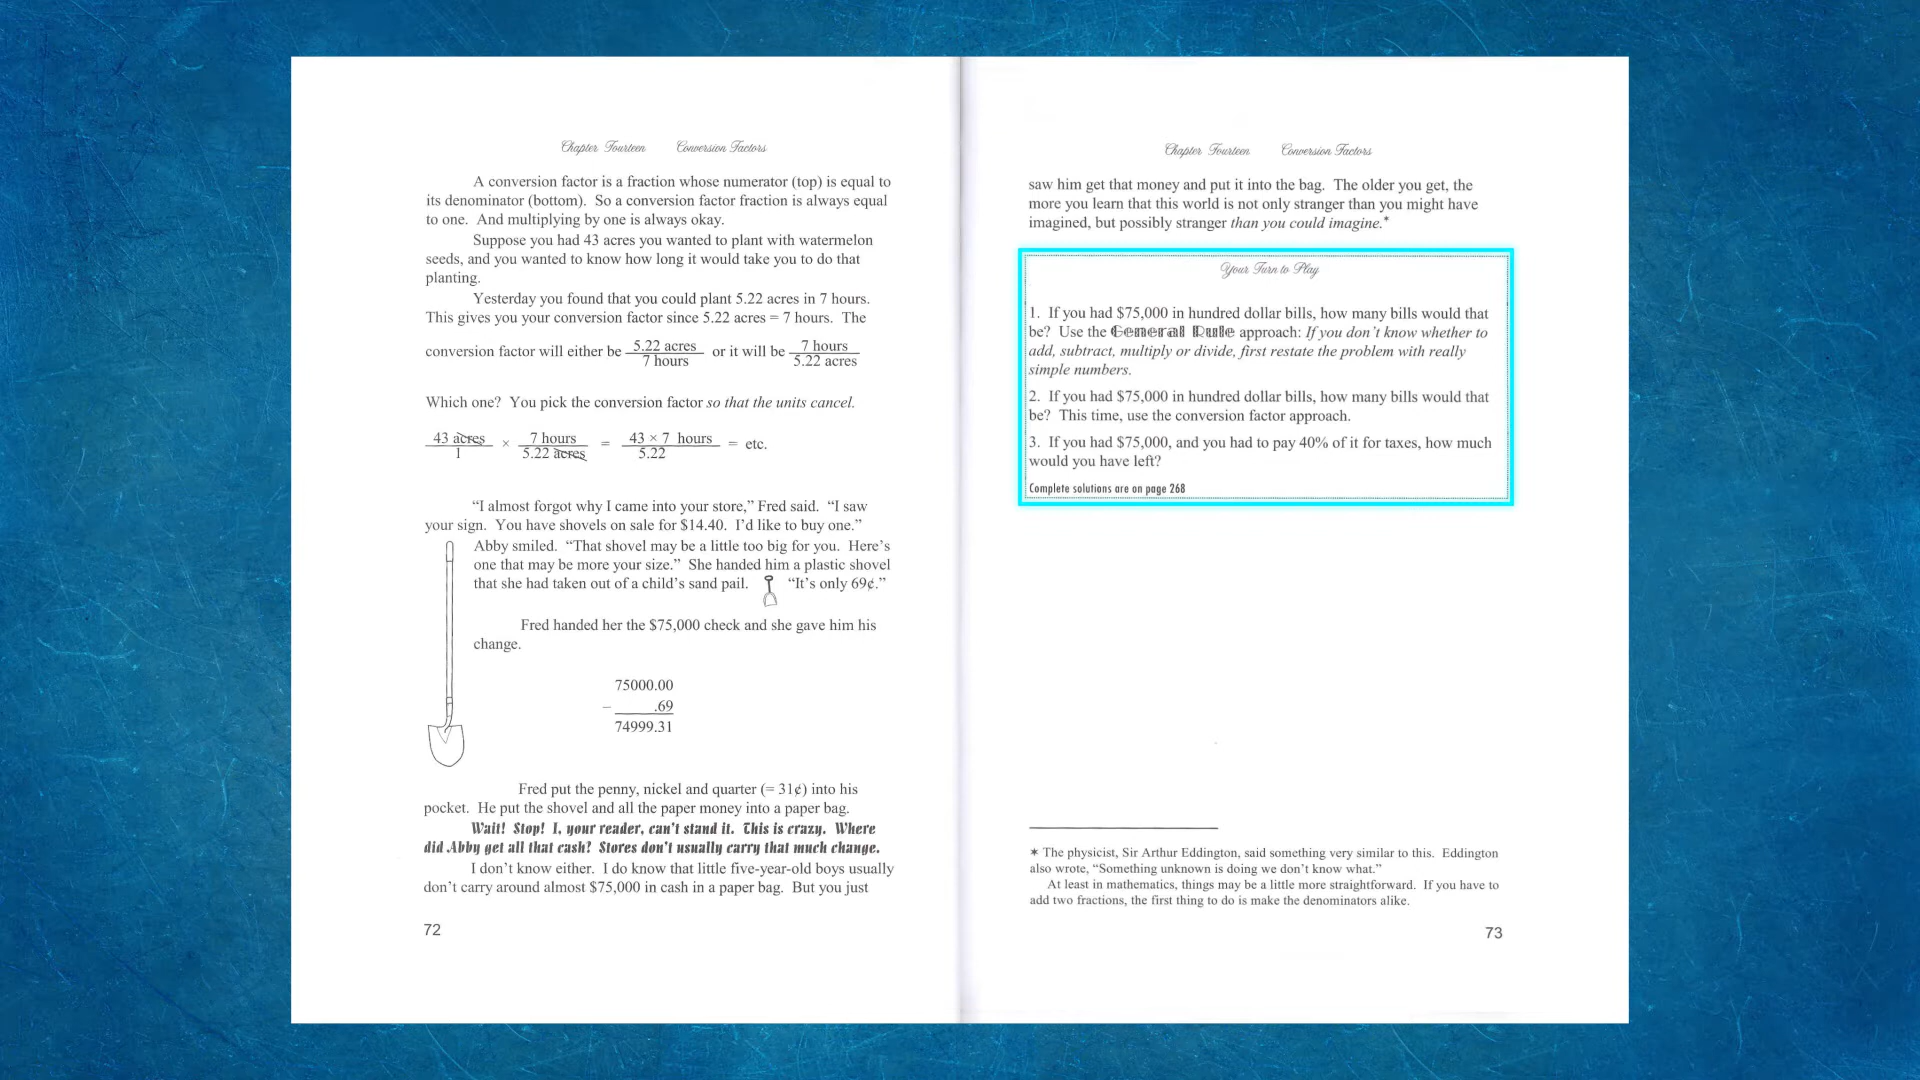 Chapter Fourteen Conversion Factors
A conversion factor is a fraction whose numerator (top) is equal to
its denominator (bottom). So a conversion factor fraction is always equal
to one. And multiplying by one is always okay.
Suppose you had 43 acres you wanted to plant with watermelon
seeds, and you wanted to know how long it would take you to do that
planting.
Yesterday you found that you could plant 5.22 acres in 7 hours.
This gives you your conversion factor since 5.22 acres = 7 hours. The
conversion factor will either be 5.22 acres / 7 hours or it will be 7 hours / 5.22 acres
Which one? You pick the conversion factor so that the units cancel.
43 acres / 1 × 7 hours / 5.22 acres = 43 × 7 hours / 5.22 = etc.
“I almost forgot why I came into your store,” Fred said. “I saw
your sign. You have shovels on sale for $14.40. I’d like to buy one.”
Abby smiled. “That shovel may be a little too big for you. Here’s
one that may be more your size.” She handed him a plastic shovel
that she had taken out of a child’s sand pail. “It’s only 69¢.”
Fred handed her the $75,000 check and she gave him his
change.
75000.00
– .69
74999.31
Fred put the penny, nickel and quarter (= 31¢) into his
pocket. He put the shovel and all the paper money into a paper bag.
Wait! Stop! I, your reader, can’t stand it. This is crazy. Where
did Abby get all that cash? Stores don’t usually carry that much change.
I don’t know either. I do know that little five-year-old boys usually
don’t carry around almost $75,000 in cash in a paper bag. But you just
72
Chapter Fourteen Conversion Factors
saw him get that money and put it into the bag. The older you get, the
more you learn that this world is not only stranger than you might have
imagined, but possibly stranger than you could imagine.*
Your Turn to Play
1. If you had $75,000 in hundred dollar bills, how many bills would that
be? Use the General Rule approach: If you don’t know whether to
add, subtract, multiply or divide, first restate the problem with really
simple numbers.
2. If you had $75,000 in hundred dollar bills, how many bills would that
be? This time, use the conversion factor approach.
3. If you had $75,000, and you had to pay 40% of it for taxes, how much
would you have left?
Complete solutions are on page 268
* The physicist, Sir Arthur Eddington, said something very similar to this. Eddington
also wrote, “Something unknown is doing we don’t know what.”
At least in mathematics, things may be a little more straightforward. If you have to
add two fractions, the first thing to do is make the denominators alike.
73